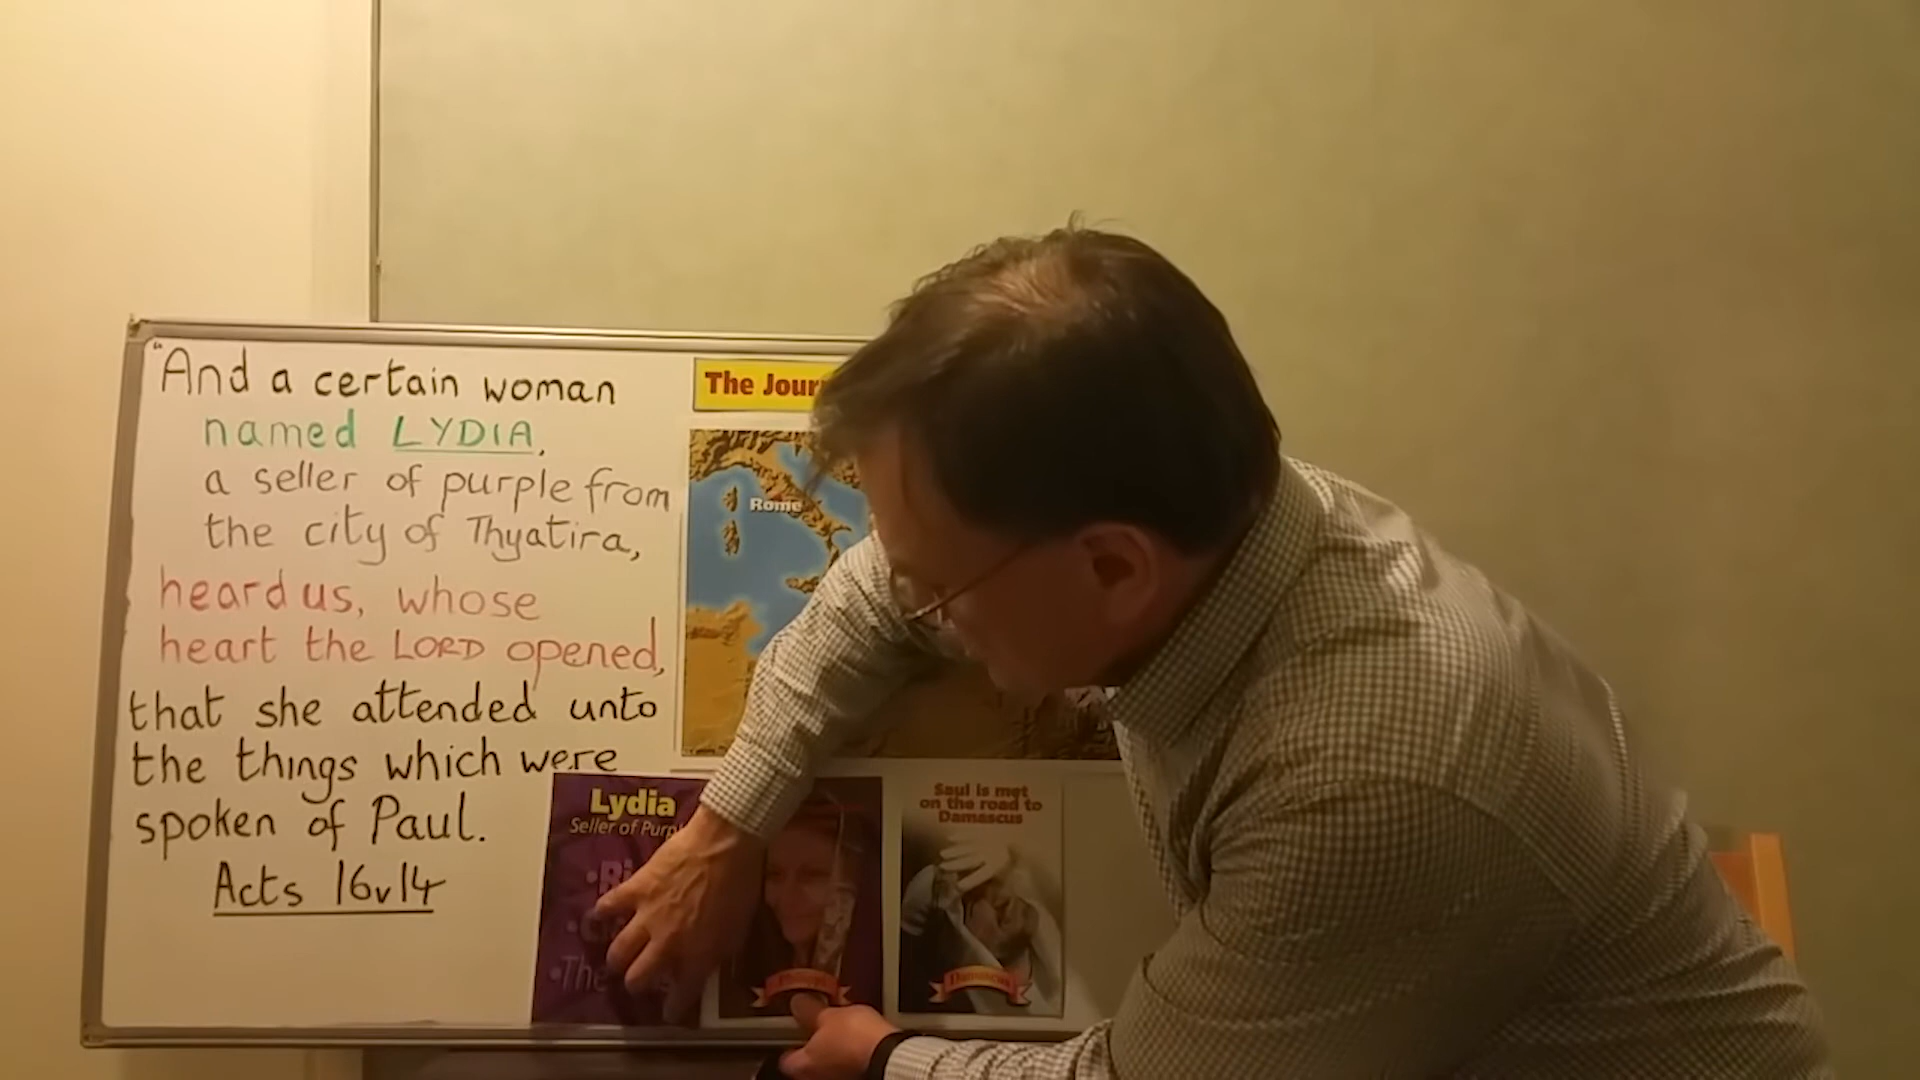 "And a certain woman
named LYDIA,
a seller of purple from
the city of Thyatira,
heard us, whose
heart the LORD opened,
that she attended unto
the things which were
spoken of Paul.
Acts 16v14
The Jour
Rome
Lydia
Seller of Purp
The
Saul is met
on the road to
Damascus
Damascus